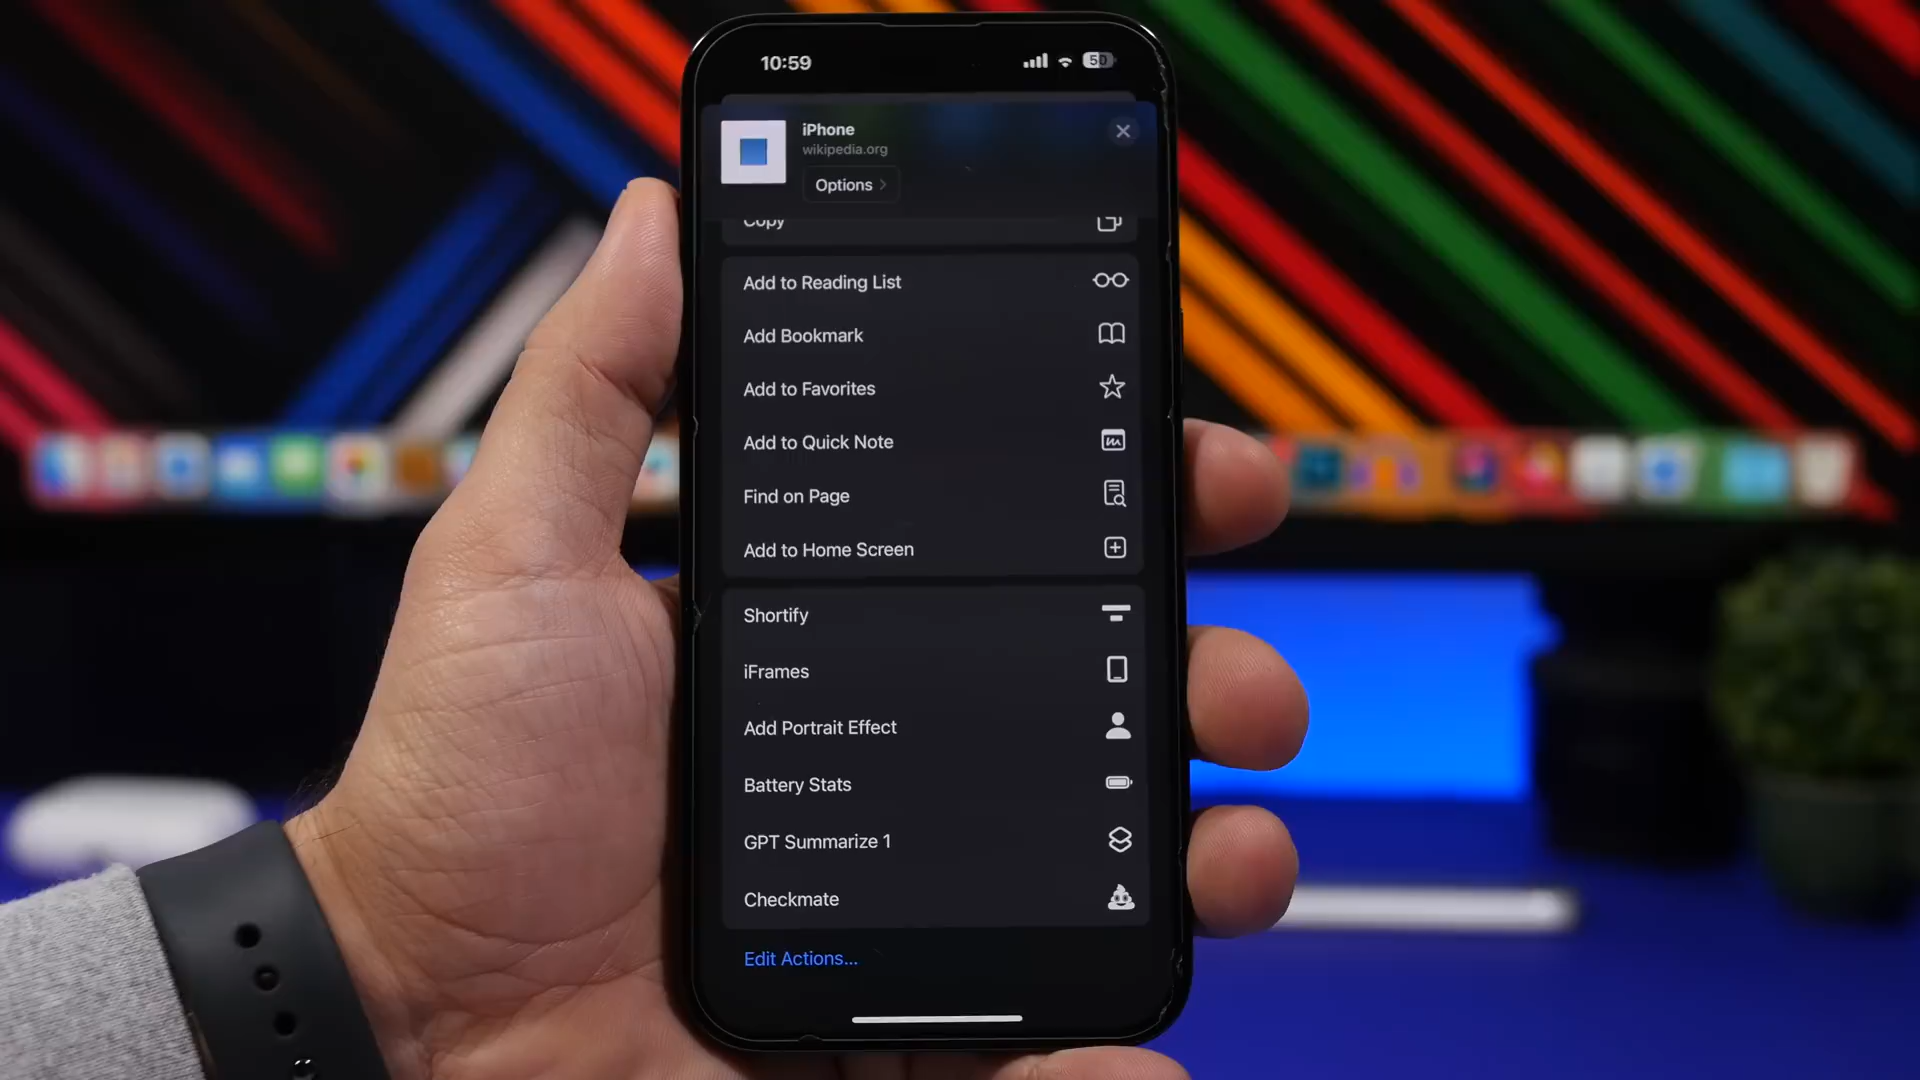 10:59
50
iPhone
wikipedia.org
Options
Copy
Add to Reading List
Add Bookmark
Add to Favorites
Add to Quick Note
Find on Page
Add to Home Screen
Shortify
iFrames
Add Portrait Effect
Battery Stats
GPT Summarize 1
Checkmate
Edit Actions...